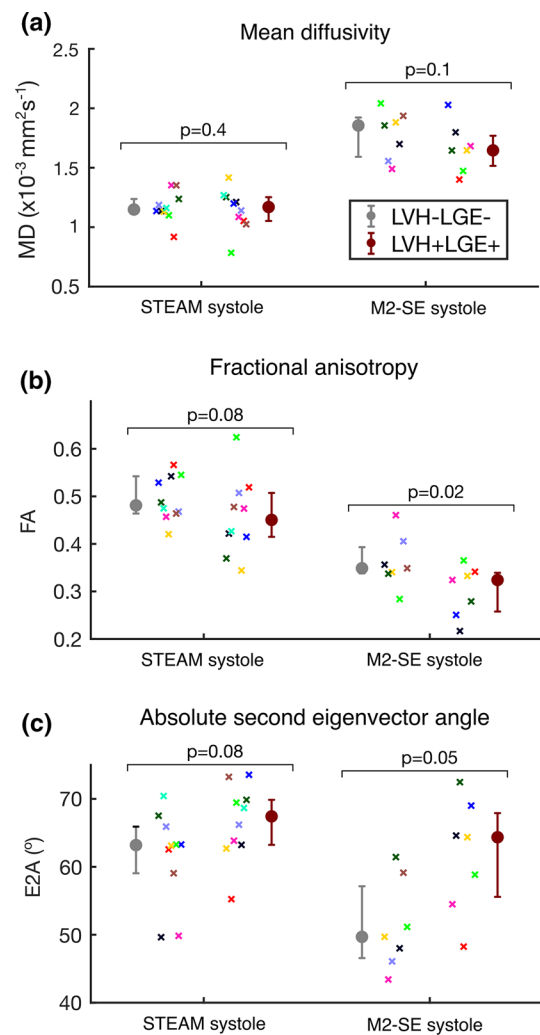 (a)
Mean diffusivity
MD (x10⁻³ mm²s⁻¹)
2.5
2
1.5
1
0.5
p=0.4
p=0.1
LVH-LGE-
LVH+LGE+
STEAM systole
M2-SE systole
(b)
Fractional anisotropy
FA
0.6
0.5
0.4
0.3
0.2
p=0.08
p=0.02
STEAM systole
M2-SE systole
(c)
Absolute second eigenvector angle
E2A (º)
70
60
50
40
p=0.08
p=0.05
STEAM systole
M2-SE systole